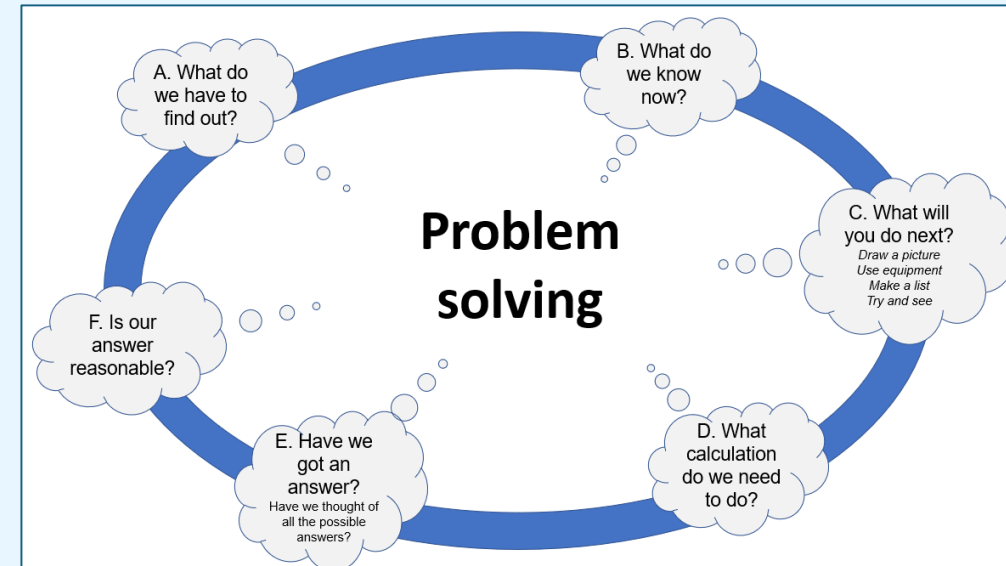 A. What do
we have to
find out?
B. What do
we know
now?
C. What will
you do next?
Draw a picture
Use equipment
Make a list
Try and see
Problem
solving
F. Is our
answer
reasonable?
E. Have we
got an
answer?
Have we thought of
all the possible
answers?
D. What
calculation
do we need
to do?